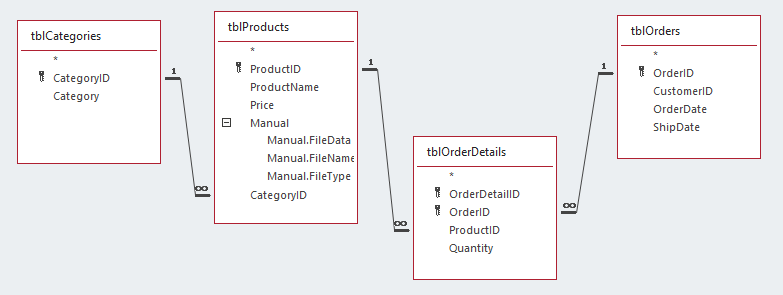 tblCategories
*
CategoryID
Category
1
∞
tblProducts
*
ProductID
ProductName
Price
Manual
Manual.FileData
Manual.FileName
Manual.FileType
CategoryID
1
∞
tblOrderDetails
*
OrderDetailID
OrderID
ProductID
Quantity
∞
1
tblOrders
*
OrderID
CustomerID
OrderDate
ShipDate